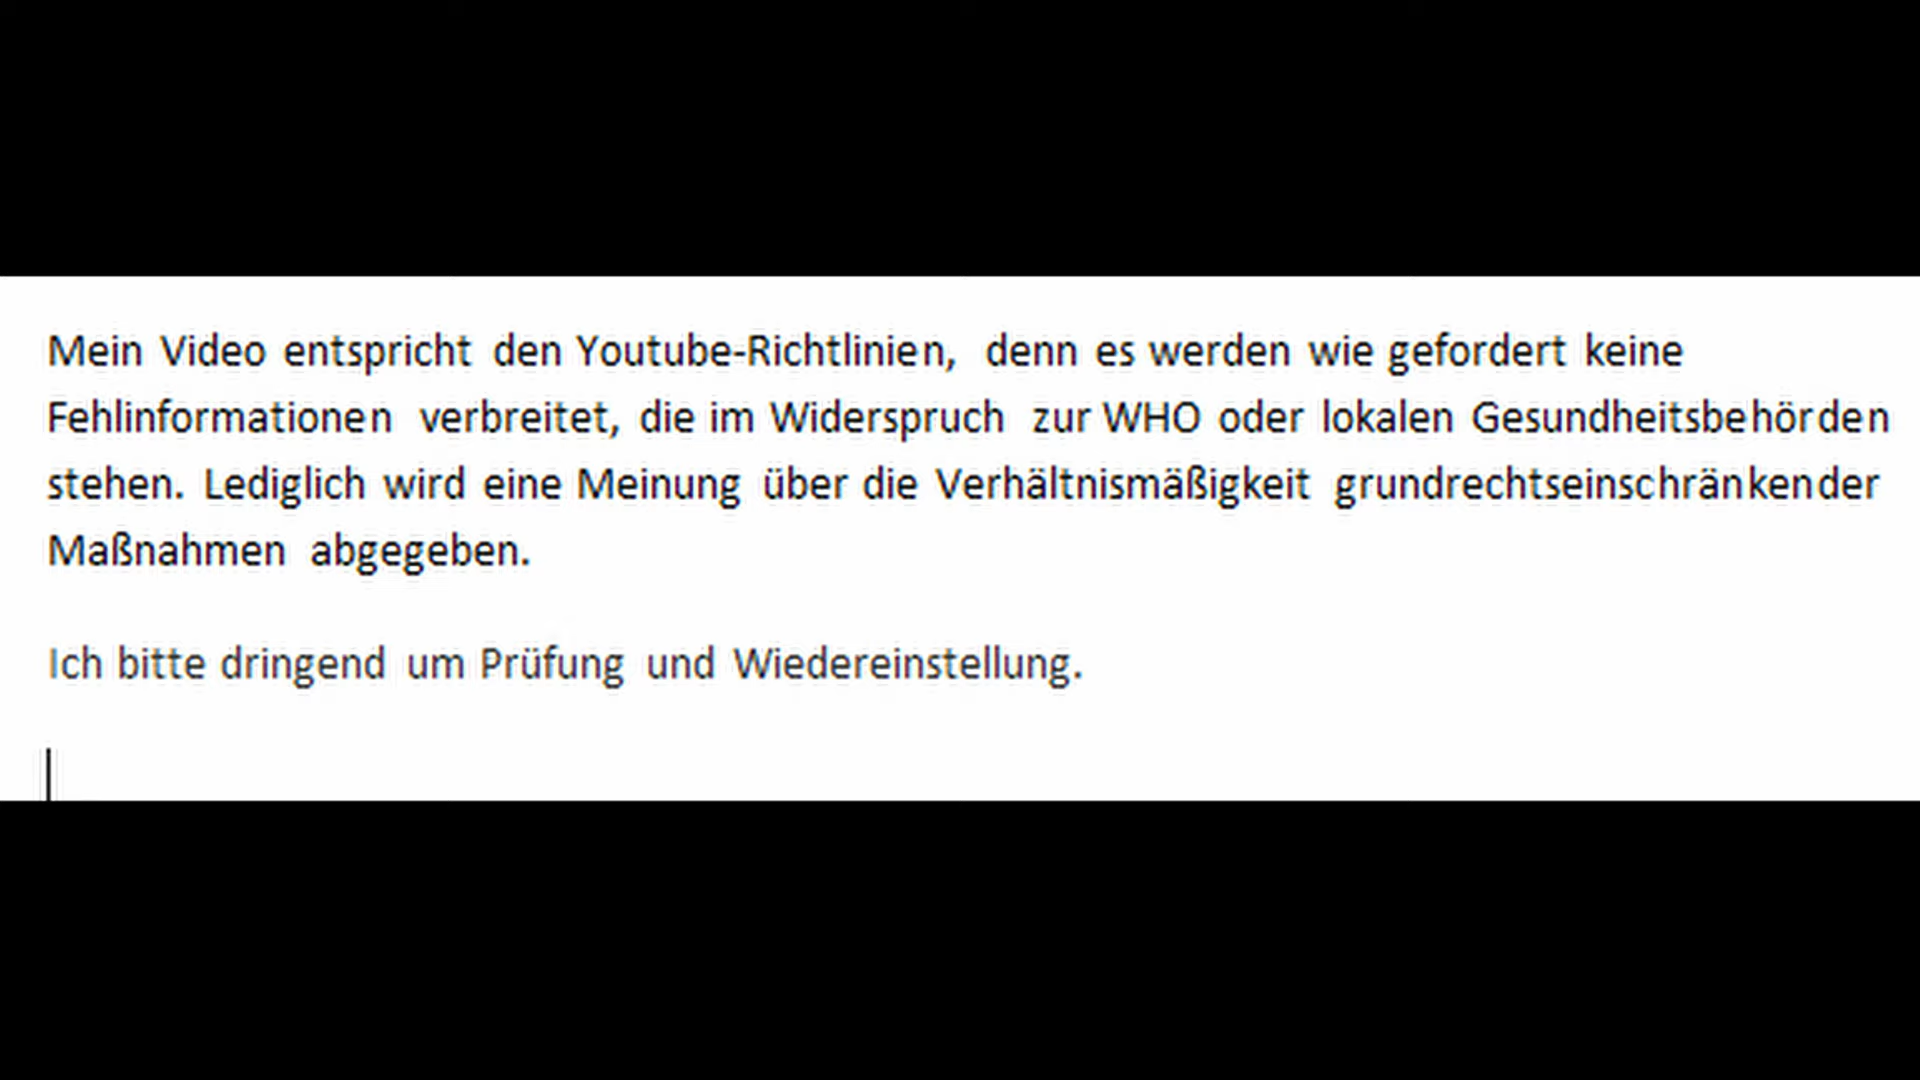 Mein Video entspricht den Youtube-Richtlinien, denn es werden wie gefordert keine
Fehlinformationen verbreitet, die im Widerspruch zur WHO oder lokalen Gesundheitsbehörden
stehen. Lediglich wird eine Meinung über die Verhältnismäßigkeit grundrechtseinschränkender
Maßnahmen abgegeben.
Ich bitte dringend um Prüfung und Wiedereinstellung.